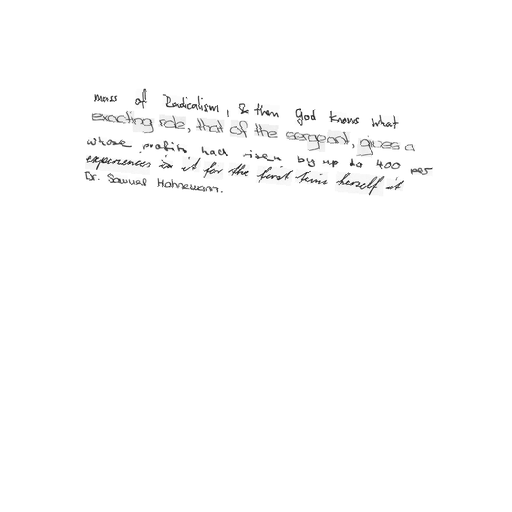 mass of Radicalism, & then God knows what
exacting role, that of the sergeant, gives a
whose profits had risen by up to 400 per
experiences in it for the first time herself it
Dr. Samuel Hahnemann.